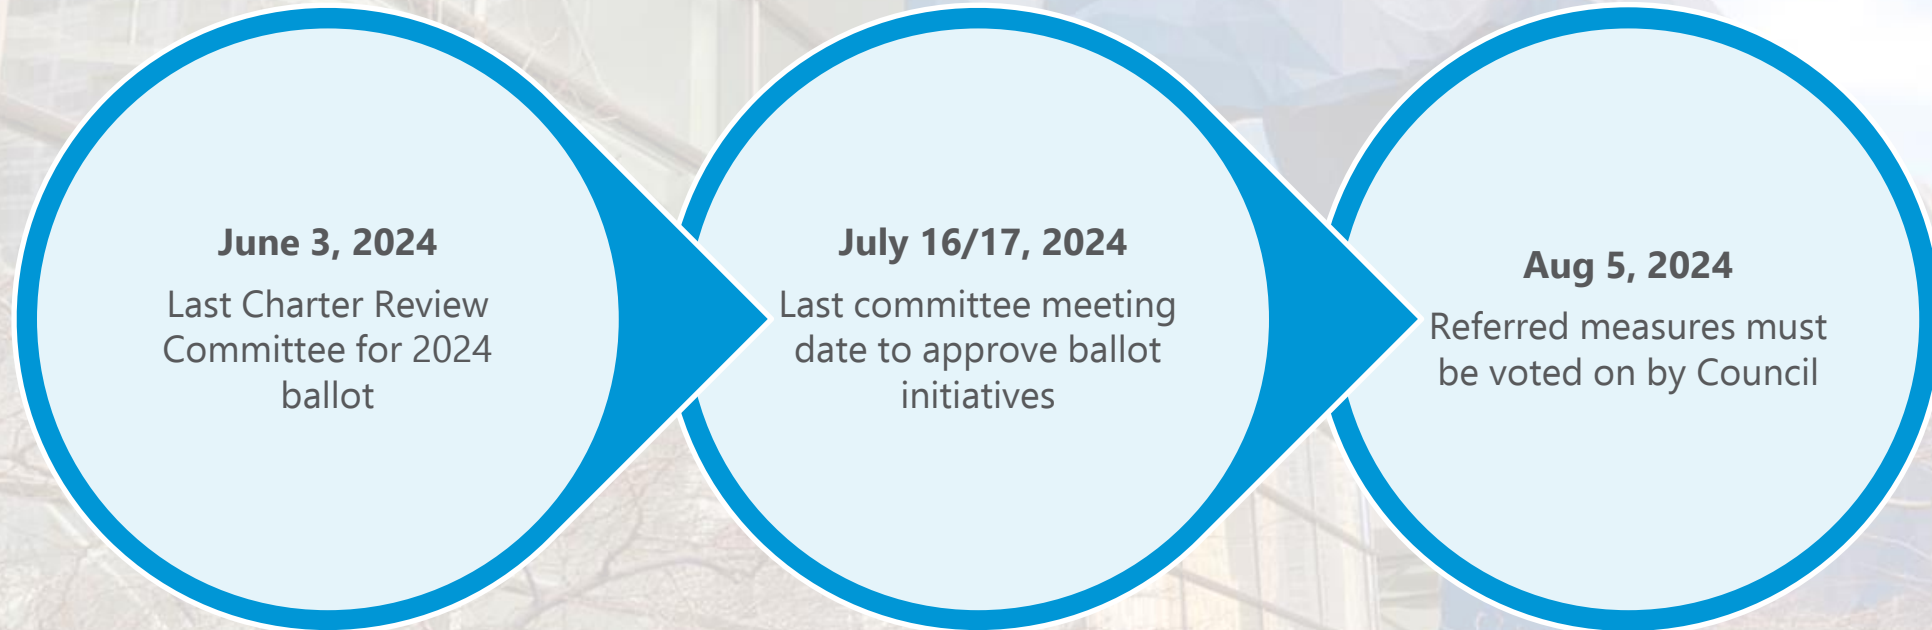 June 3, 2024
Last Charter Review
Committee for 2024
ballot
July 16/17, 2024
Last committee meeting
date to approve ballot
initiatives
Aug 5, 2024
Referred measures must
be voted on by Council